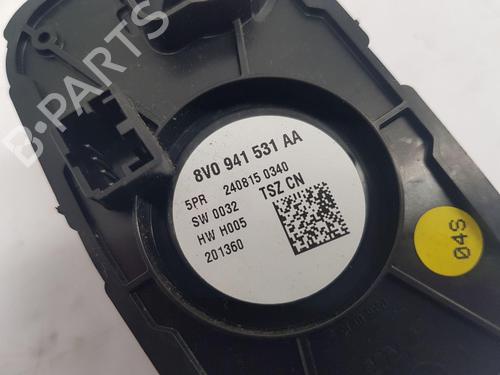 B-PARTS
8V0 941 531 AA
5PR 240815 0340
SW 0032 TSZ CN
HW H005
201360
04S